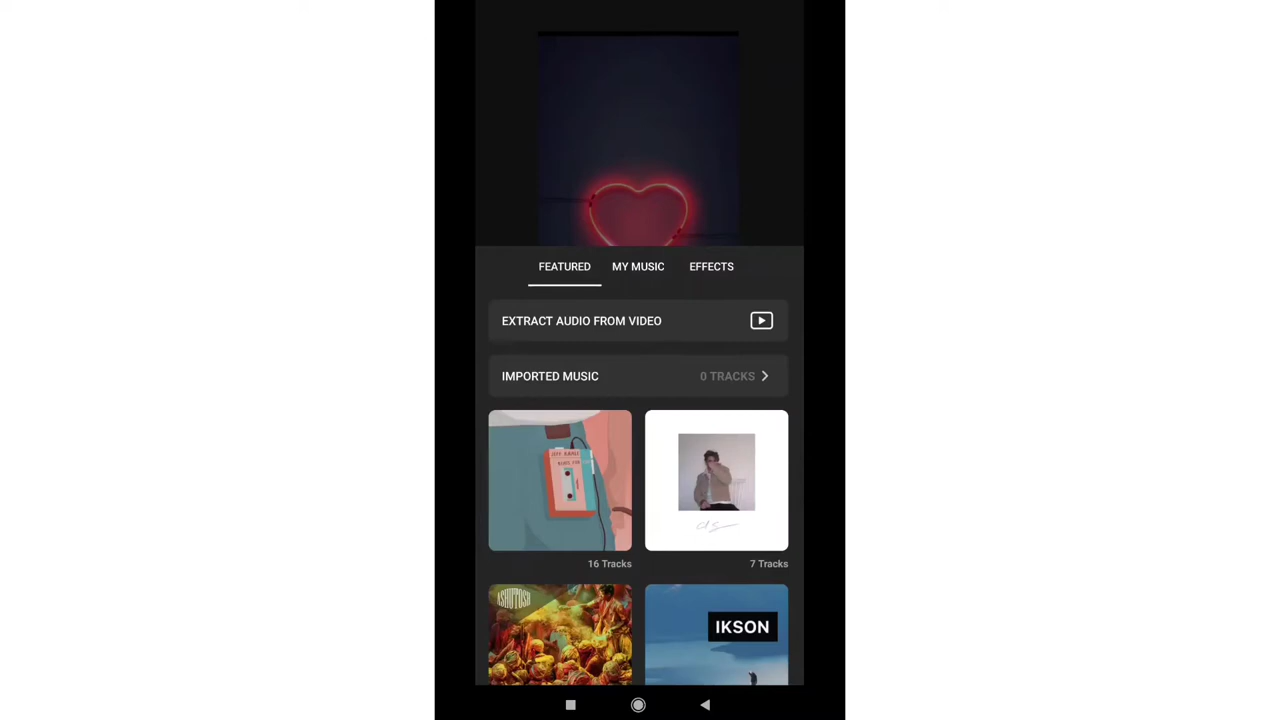 FEATURED MY MUSIC EFFECTS
EXTRACT AUDIO FROM VIDEO
IMPORTED MUSIC 0 TRACKS
16 Tracks
7 Tracks
ASHUTOSH
IKSON